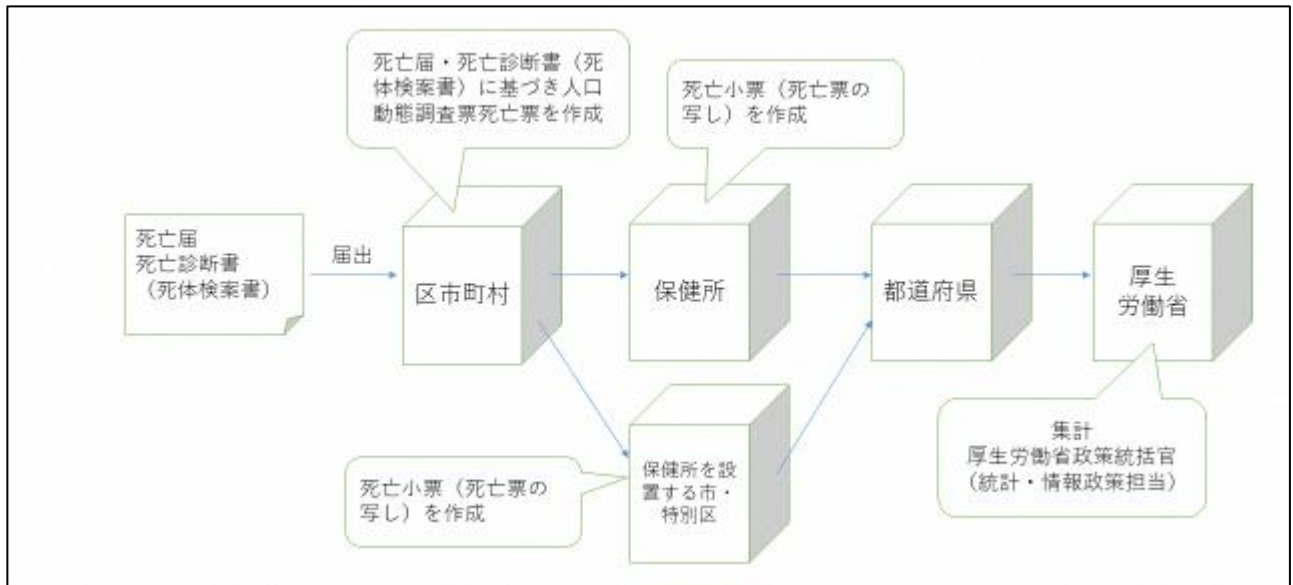 死亡届・死亡診断書（死
体検案書）に基づき人口
動態調査票死亡票を作成
死亡小票（死亡票の
写し）を作成
死亡届
死亡診断書
（死体検案書）
届出
区市町村
保健所
都道府県
厚生
労働省
保健所を設
置する市・
特別区
死亡小票（死亡票の
写し）を作成
集計
厚生労働省政策統括官
（統計・情報政策担当）